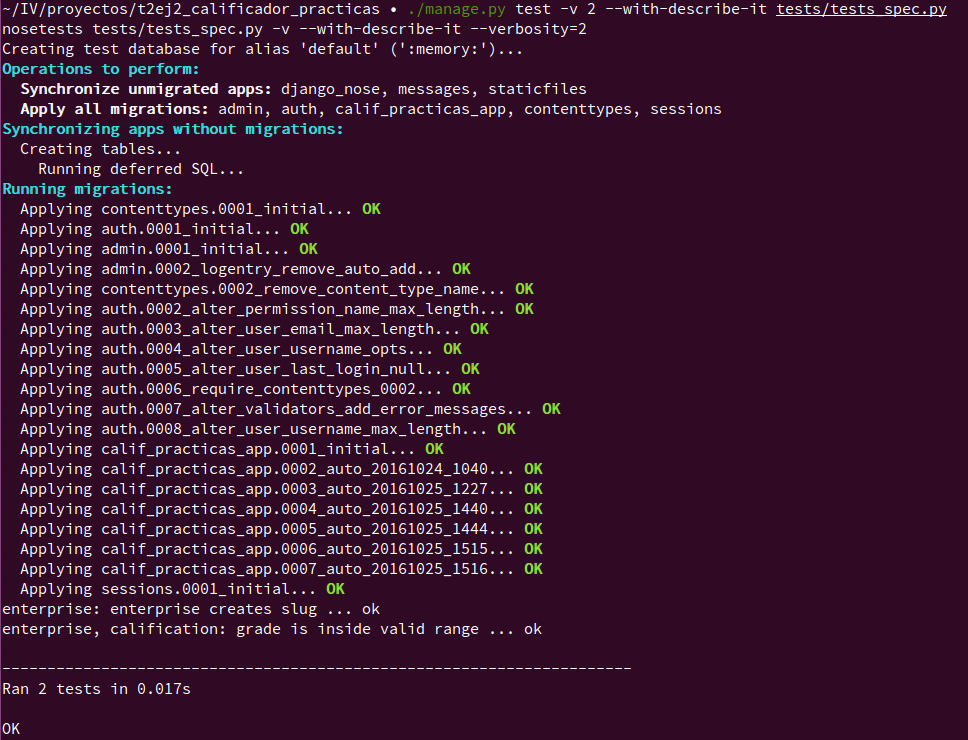 ~/IV/proyectos/t2ej2_calificador_practicas • ./manage.py test -v 2 --with-describe-it tests/tests_spec.py
nosetests tests/tests_spec.py -v --with-describe-it --verbosity=2
Creating test database for alias 'default' (':memory:')...
Operations to perform:
  Synchronize unmigrated apps: django_nose, messages, staticfiles
  Apply all migrations: admin, auth, calif_practicas_app, contenttypes, sessions
Synchronizing apps without migrations:
  Creating tables...
    Running deferred SQL...
Running migrations:
  Applying contenttypes.0001_initial... OK
  Applying auth.0001_initial... OK
  Applying admin.0001_initial... OK
  Applying admin.0002_logentry_remove_auto_add... OK
  Applying contenttypes.0002_remove_content_type_name... OK
  Applying auth.0002_alter_permission_name_max_length... OK
  Applying auth.0003_alter_user_email_max_length... OK
  Applying auth.0004_alter_user_username_opts... OK
  Applying auth.0005_alter_user_last_login_null... OK
  Applying auth.0006_require_contenttypes_0002... OK
  Applying auth.0007_alter_validators_add_error_messages... OK
  Applying auth.0008_alter_user_username_max_length... OK
  Applying calif_practicas_app.0001_initial... OK
  Applying calif_practicas_app.0002_auto_20161024_1040... OK
  Applying calif_practicas_app.0003_auto_20161025_1227... OK
  Applying calif_practicas_app.0004_auto_20161025_1440... OK
  Applying calif_practicas_app.0005_auto_20161025_1444... OK
  Applying calif_practicas_app.0006_auto_20161025_1515... OK
  Applying calif_practicas_app.0007_auto_20161025_1516... OK
  Applying sessions.0001_initial... OK
enterprise: enterprise creates slug ... ok
enterprise, calification: grade is inside valid range ... ok
----------------------------------------------------------------------
Ran 2 tests in 0.017s
OK